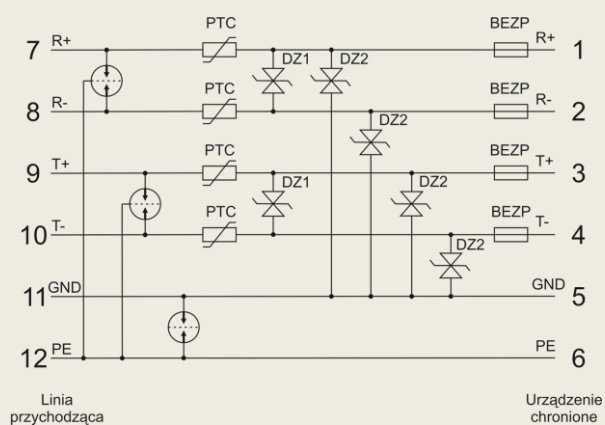 PTC BEZP
7 R+ DZ1 DZ2 R+ 1
PTC BEZP
8 R- DZ2 R- 2
PTC BEZP
9 T+ DZ1 DZ2 T+ 3
PTC BEZP
10 T- DZ2 T- 4
11 GND GND 5
12 PE PE 6
Linia Urządzenie
przychodząca chronione